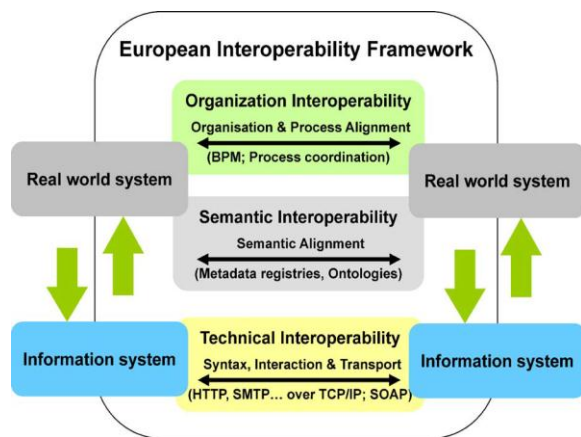 European Interoperability Framework
Organization Interoperability
Organisation & Process Alignment
(BPM; Process coordination)
Real world system
Real world system
Semantic Interoperability
Semantic Alignment
(Metadata registries, Ontologies)
Technical Interoperability
Syntax, Interaction & Transport
(HTTP, SMTP... over TCP/IP; SOAP)
Information system
Information system